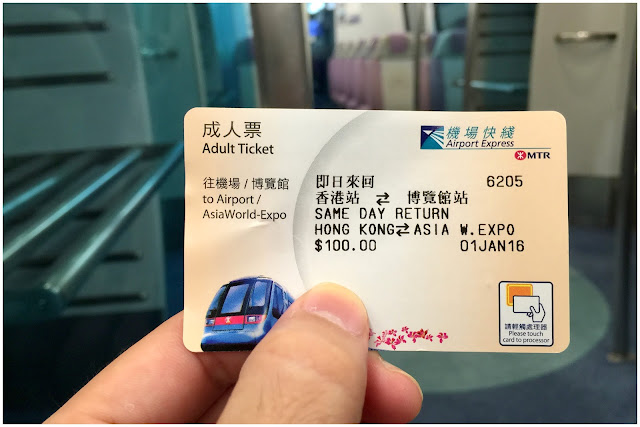 成人票
Adult Ticket
機場快綫
Airport Express
MTR
往機場 / 博覽館
to Airport /
AsiaWorld-Expo
即日來回 6205
香港站 ⇄ 博覽館站
SAME DAY RETURN
HONG KONG⇄ASIA W.EXPO
$100.00 01JAN16
請輕觸處理器
Please touch
card to processor